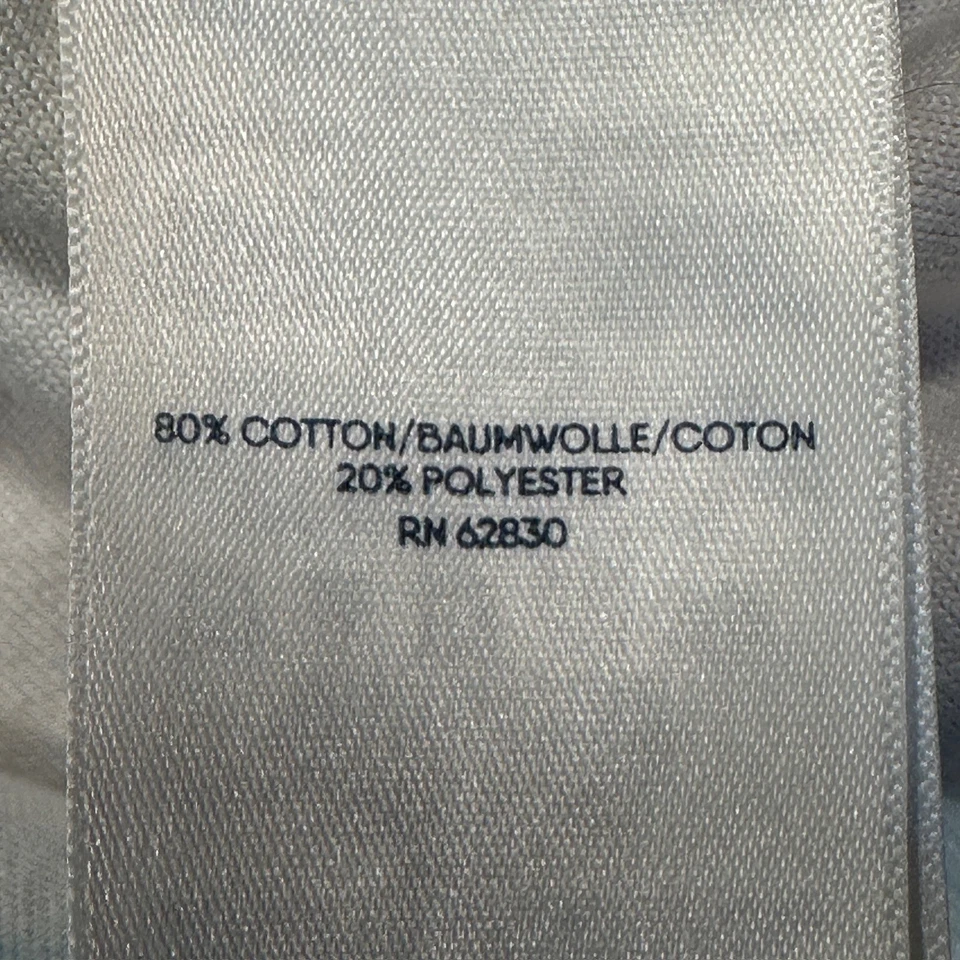 80% COTTON/BAUMWOLLE/COTON
20% POLYESTER
RN 62830